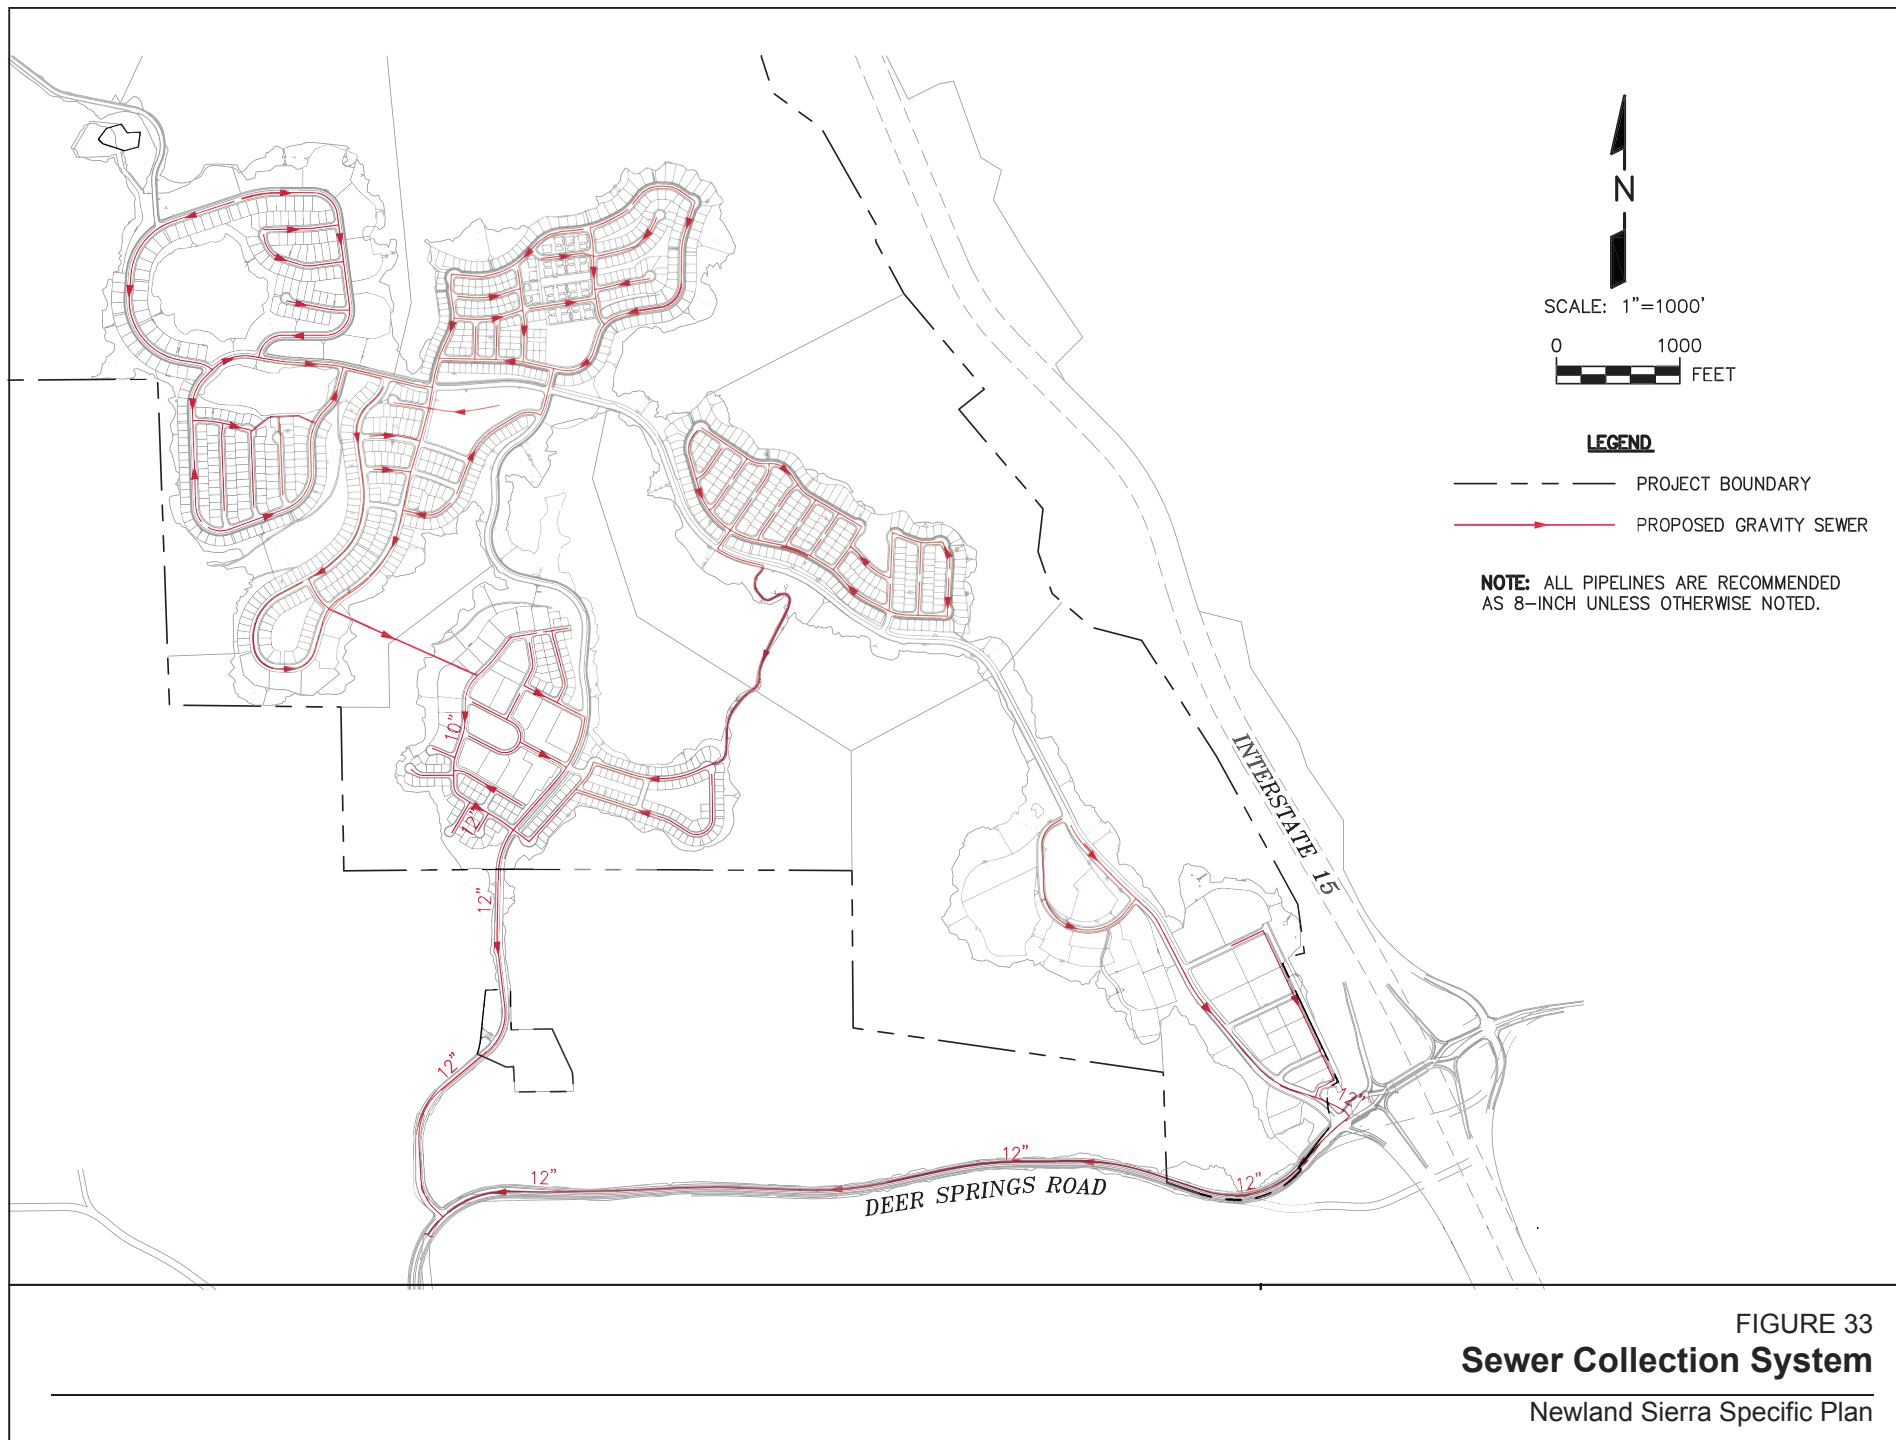 N
SCALE: 1”=1000’
0 1000
FEET
LEGEND
PROJECT BOUNDARY
PROPOSED GRAVITY SEWER
NOTE: ALL PIPELINES ARE RECOMMENDED
AS 8-INCH UNLESS OTHERWISE NOTED.
10”
12”
12”
12”
INTERSTATE 15
12”
12”
12”
12”
DEER SPRINGS ROAD
FIGURE 33
Sewer Collection System
Newland Sierra Specific Plan